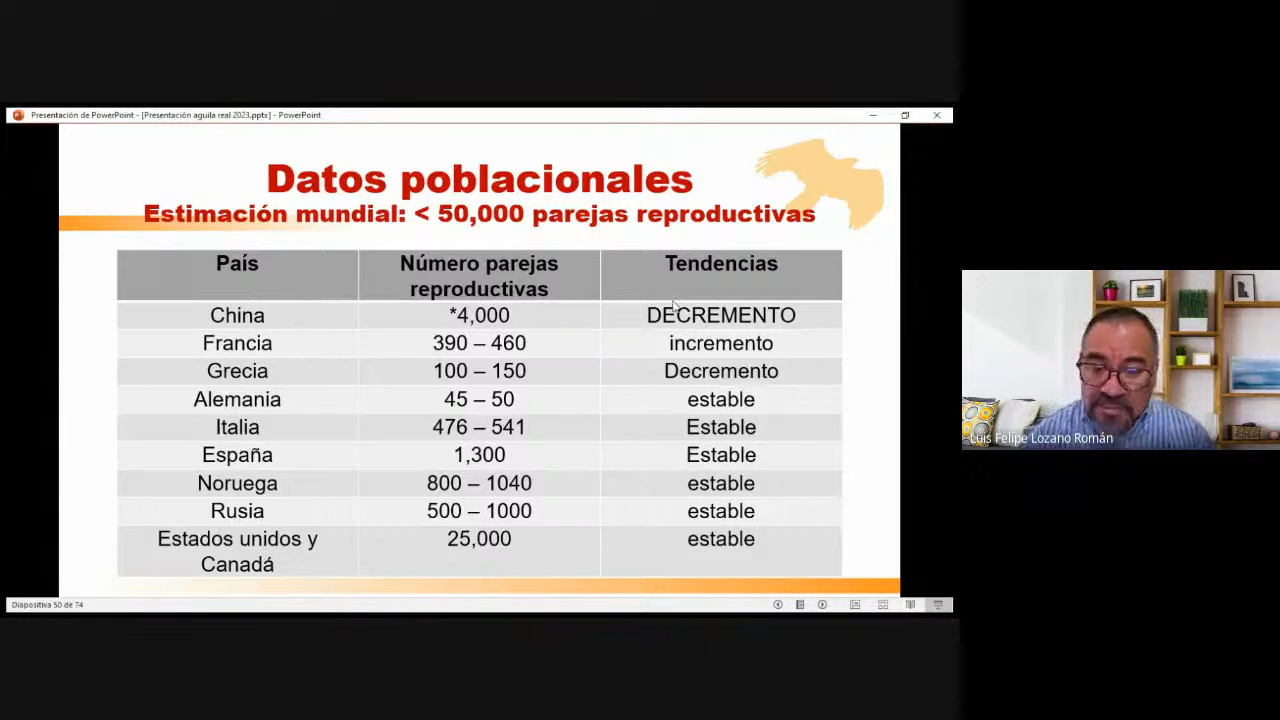 Presentación de PowerPoint - [Presentación aguila real 2023.pptx] - PowerPoint
Datos poblacionales
Estimación mundial: < 50,000 parejas reproductivas
País Número parejas reproductivas Tendencias
China *4,000 DECREMENTO
Francia 390 – 460 incremento
Grecia 100 – 150 Decremento
Alemania 45 – 50 estable
Italia 476 – 541 Estable
España 1,300 Estable
Noruega 800 – 1040 estable
Rusia 500 – 1000 estable
Estados unidos y Canadá 25,000 estable
Diapositiva 50 de 74
Luis Felipe Lozano Román